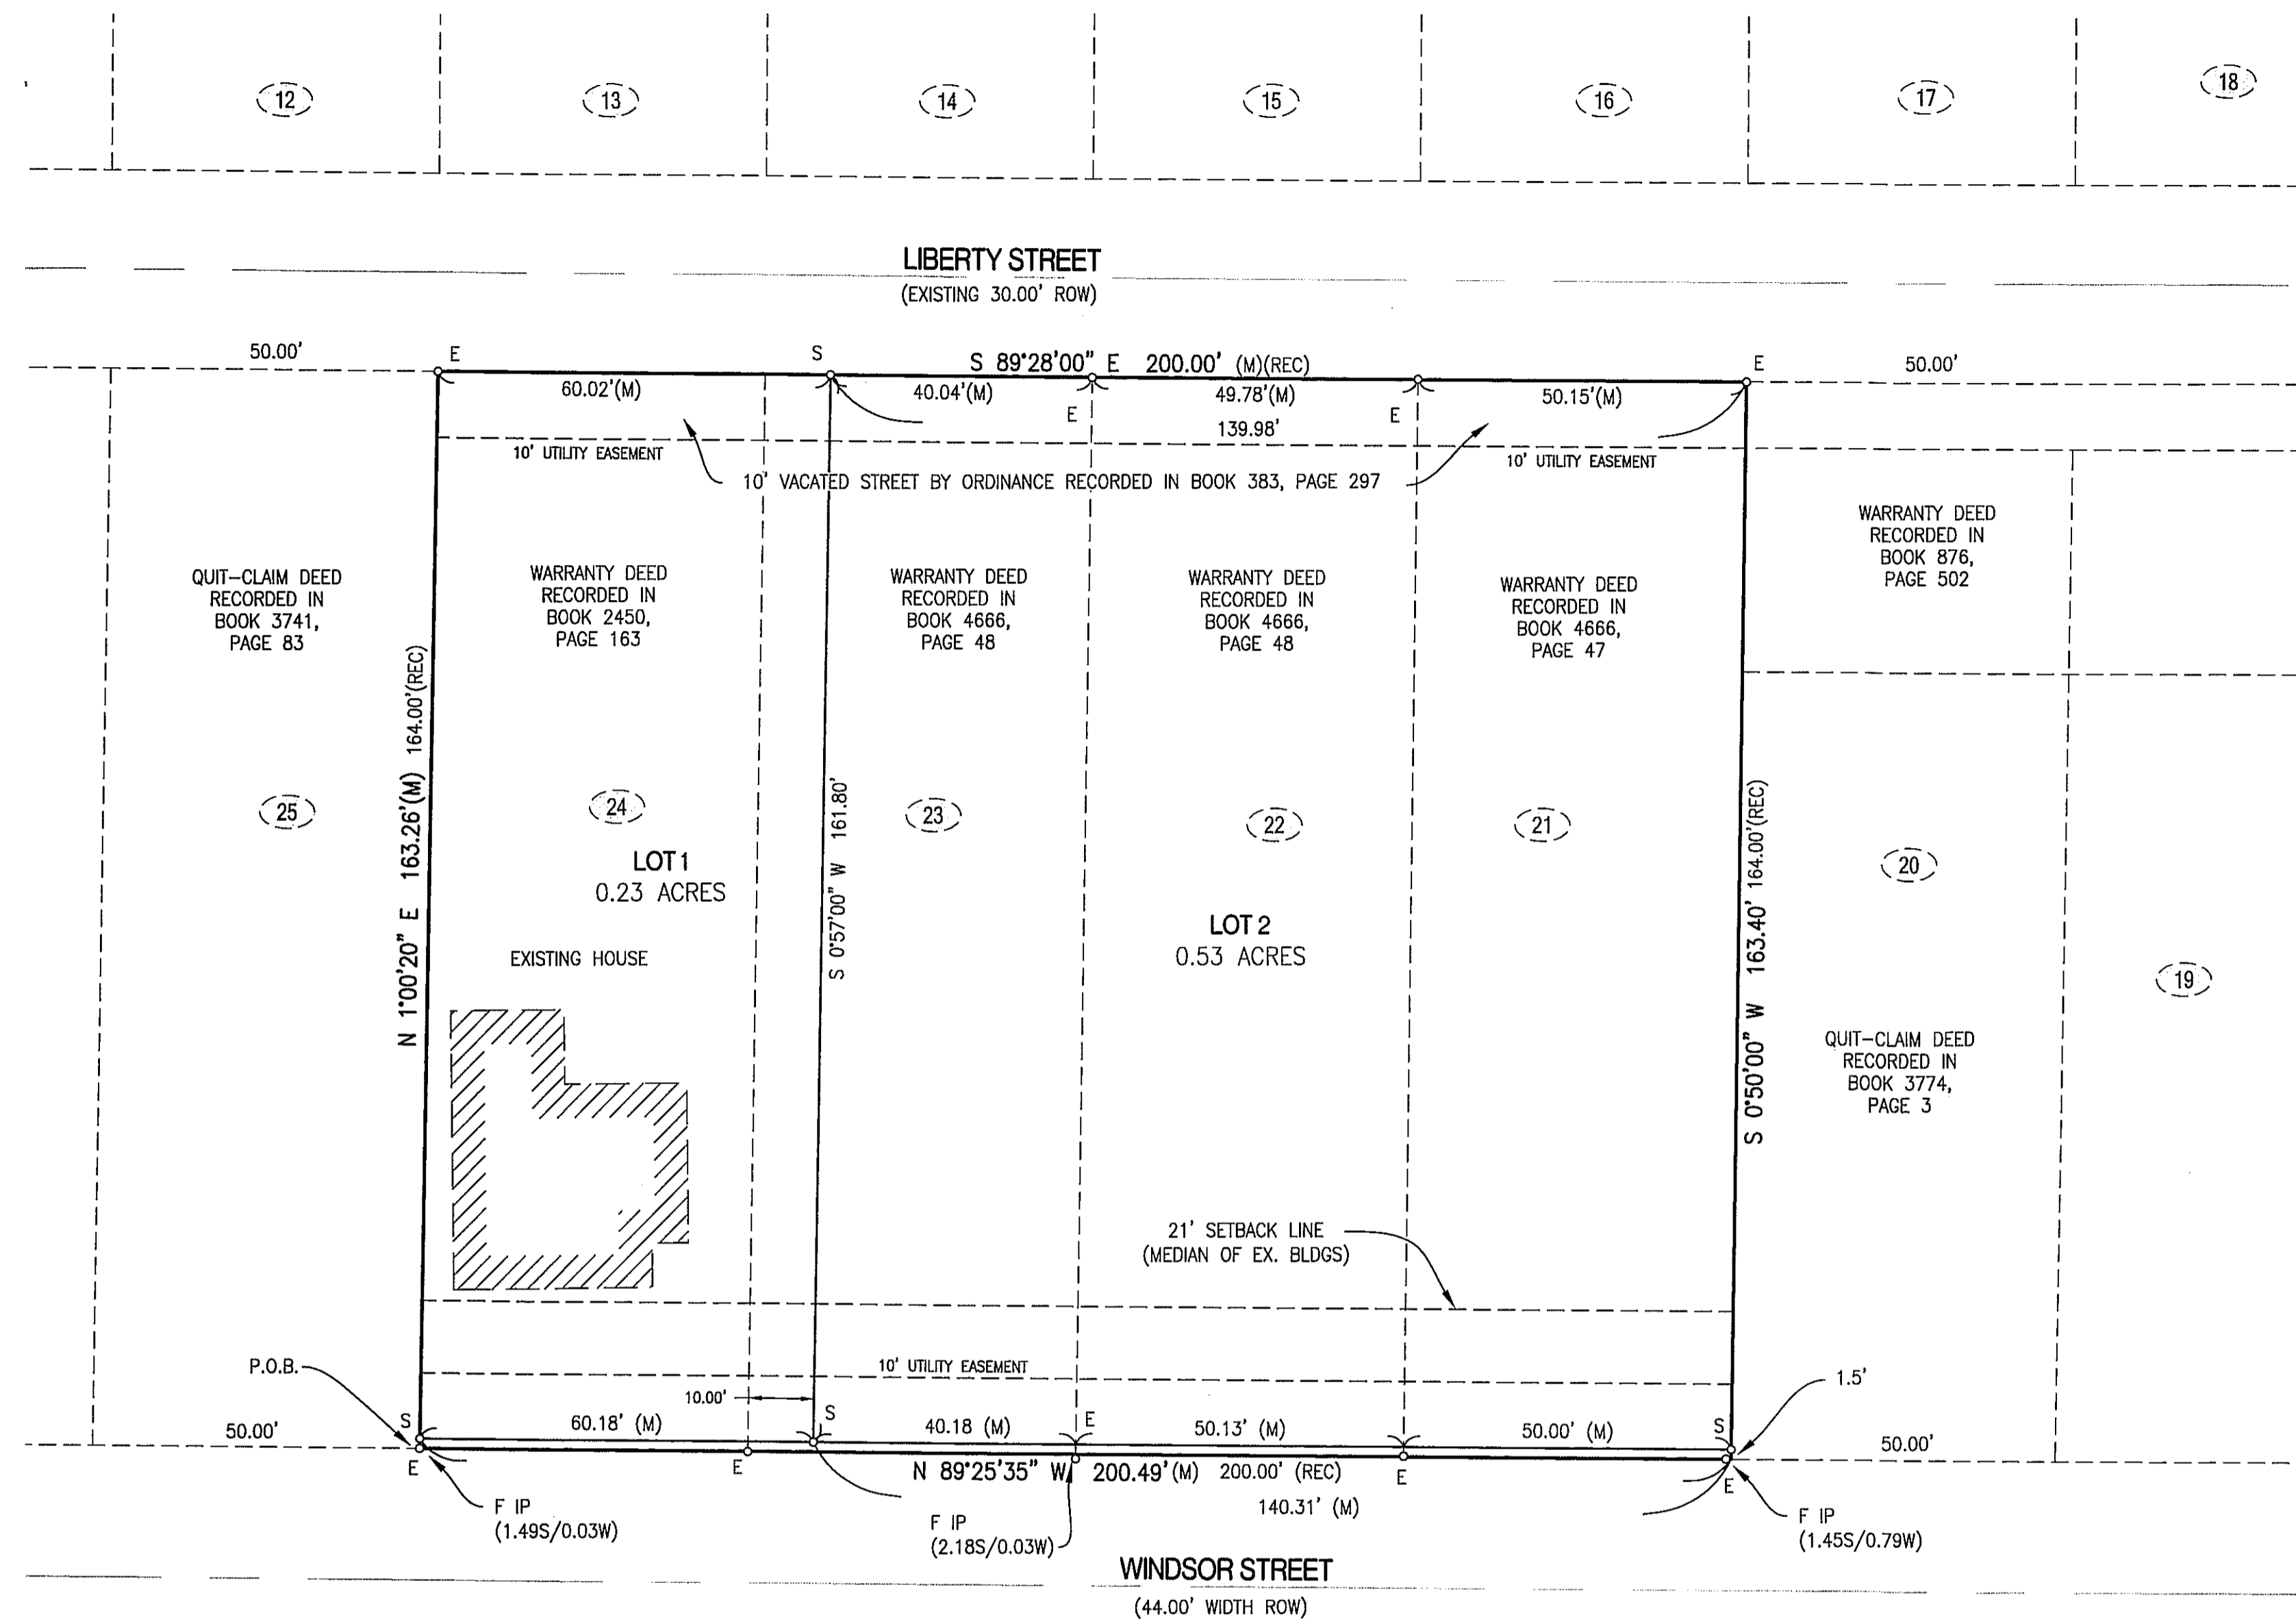 12
13
14
15
16
17
18
LIBERTY STREET
(EXISTING 30.00' ROW)
50.00'
E
S
S 89°28'00" E 200.00' (M)(REC)
E
50.00'
60.02'(M)
40.04'(M)
E
49.78'(M)
E
50.15'(M)
139.98'
10' UTILITY EASEMENT
10' UTILITY EASEMENT
10' VACATED STREET BY ORDINANCE RECORDED IN BOOK 383, PAGE 297
QUIT-CLAIM DEED
RECORDED IN
BOOK 3741,
PAGE 83
WARRANTY DEED
RECORDED IN
BOOK 2450,
PAGE 163
WARRANTY DEED
RECORDED IN
BOOK 4666,
PAGE 48
WARRANTY DEED
RECORDED IN
BOOK 4666,
PAGE 48
WARRANTY DEED
RECORDED IN
BOOK 4666,
PAGE 47
WARRANTY DEED
RECORDED IN
BOOK 876,
PAGE 502
N 1°00'20" E 163.26'(M) 164.00'(REC)
S 0°57'00" W 161.80'
S 0°50'00" W 163.40' 164.00'(REC)
25
24
23
22
21
20
19
LOT 1
0.23 ACRES
LOT 2
0.53 ACRES
EXISTING HOUSE
QUIT-CLAIM DEED
RECORDED IN
BOOK 3774,
PAGE 3
21' SETBACK LINE
(MEDIAN OF EX. BLDGS)
P.O.B.
10' UTILITY EASEMENT
10.00'
1.5'
50.00'
S
60.18' (M)
S
40.18 (M)
E
50.13' (M)
50.00' (M)
S
50.00'
E
E
N 89°25'35" W 200.49'(M) 200.00' (REC)
E
E
140.31' (M)
F IP
(1.49S/0.03W)
F IP
(2.18S/0.03W)
F IP
(1.45S/0.79W)
WINDSOR STREET
(44.00' WIDTH ROW)